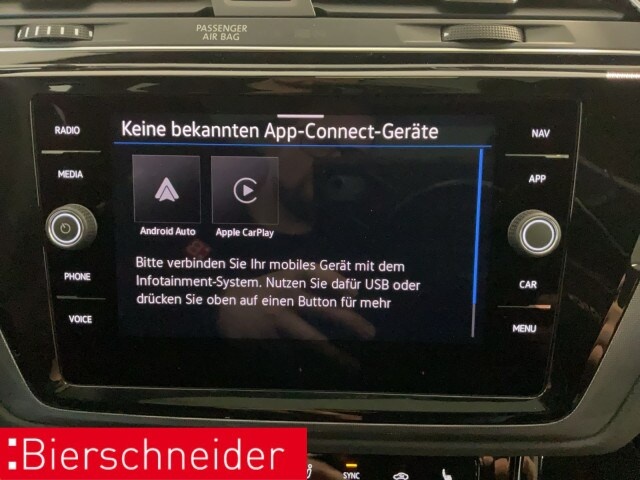 PASSENGER
AIR BAG
RADIO
MEDIA
PHONE
VOICE
Keine bekannten App-Connect-Geräte
Android Auto
Apple CarPlay
Bitte verbinden Sie Ihr mobiles Gerät mit dem
Infotainment-System. Nutzen Sie dafür USB oder
drücken Sie oben auf einen Button für mehr
NAV
APP
CAR
MENU
Bierschneider
SYNC